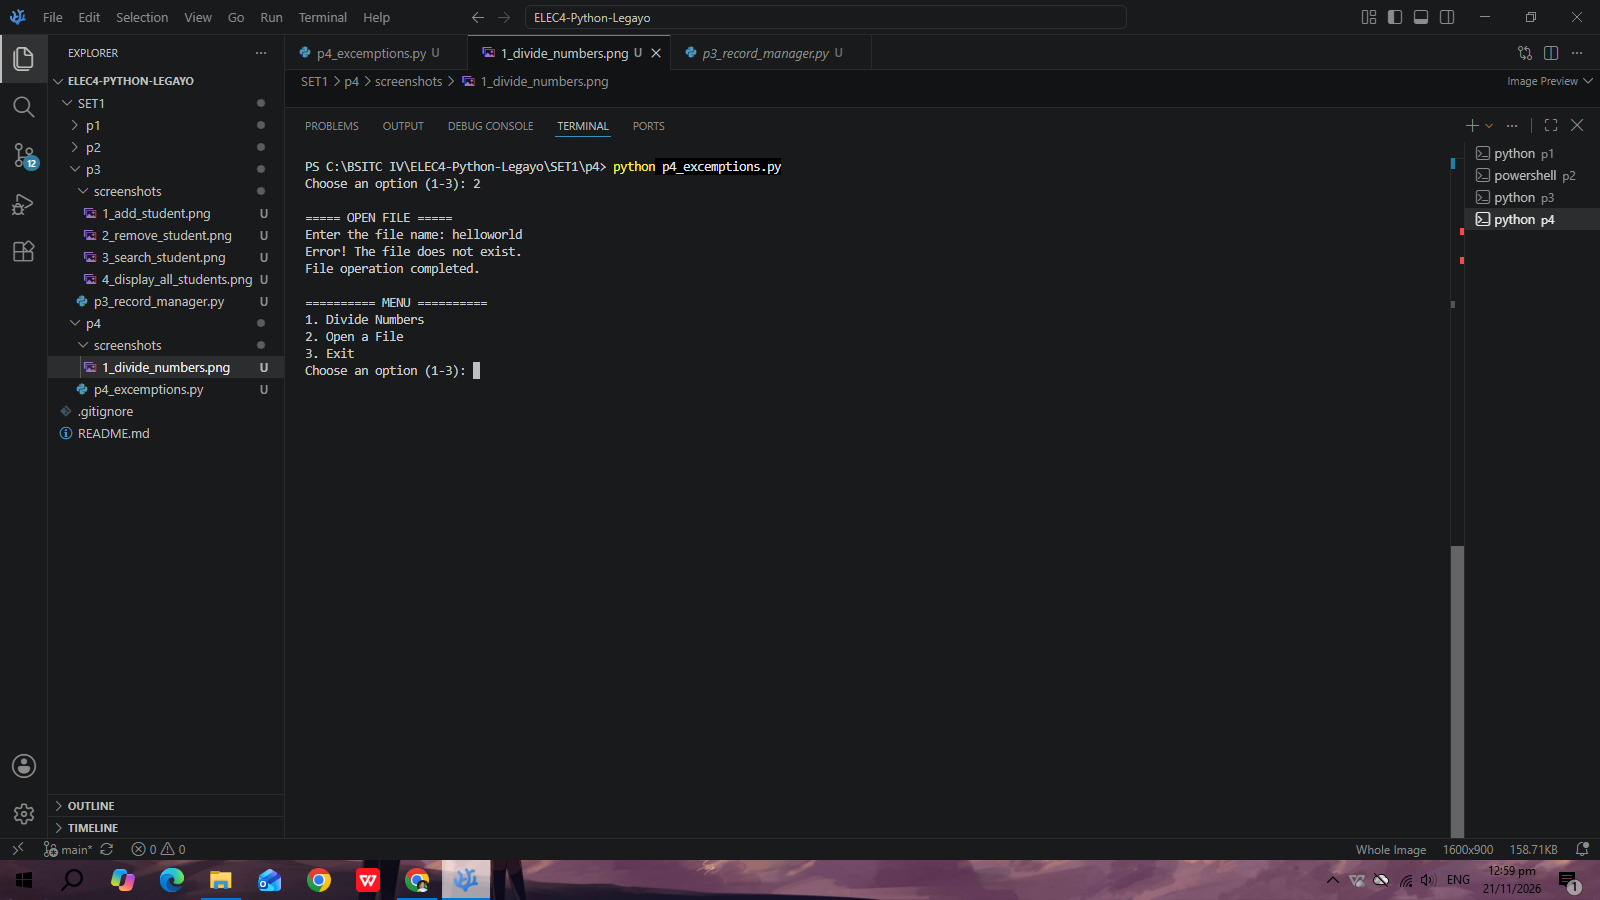 File Edit Selection View Go Run Terminal Help
ELEC4-Python-Legayo
EXPLORER
ELEC4-PYTHON-LEGAYO
SET1
p1
p2
p3
screenshots
1_add_student.png U
2_remove_student.png U
3_search_student.png U
4_display_all_students.png U
p3_record_manager.py U
p4
screenshots
1_divide_numbers.png U
p4_excemptions.py U
.gitignore
README.md
OUTLINE
TIMELINE
p4_excemptions.py U
1_divide_numbers.png U
p3_record_manager.py U
SET1 > p4 > screenshots > 1_divide_numbers.png
Image Preview
PROBLEMS OUTPUT DEBUG CONSOLE TERMINAL PORTS
PS C:\BSITC IV\ELEC4-Python-Legayo\SET1\p4> python p4_excemptions.py
Choose an option (1-3): 2
===== OPEN FILE =====
Enter the file name: helloworld
Error! The file does not exist.
File operation completed.
========== MENU ==========
1. Divide Numbers
2. Open a File
3. Exit
Choose an option (1-3):
python p1
powershell p2
python p3
python p4
12
main* 0 0
Whole Image 1600x900 158.71KB
ENG
12:59 pm
21/11/2026
1